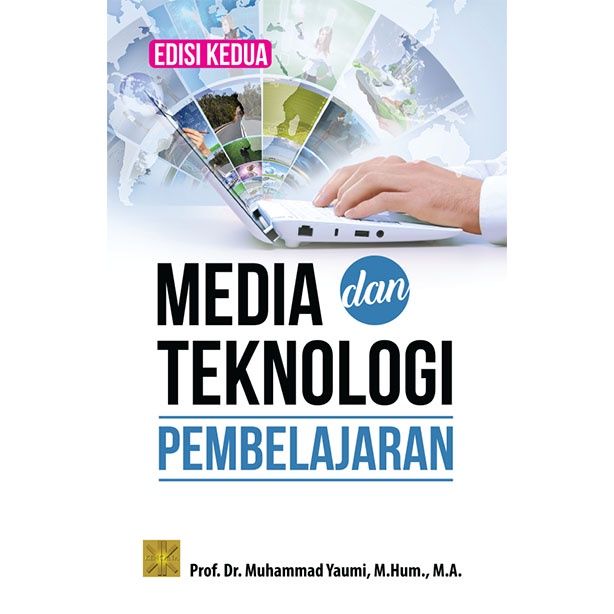 EDISI KEDUA
MEDIA dan
TEKNOLOGI
PEMBELAJARAN
Prof. Dr. Muhammad Yaumi, M.Hum., M.A.